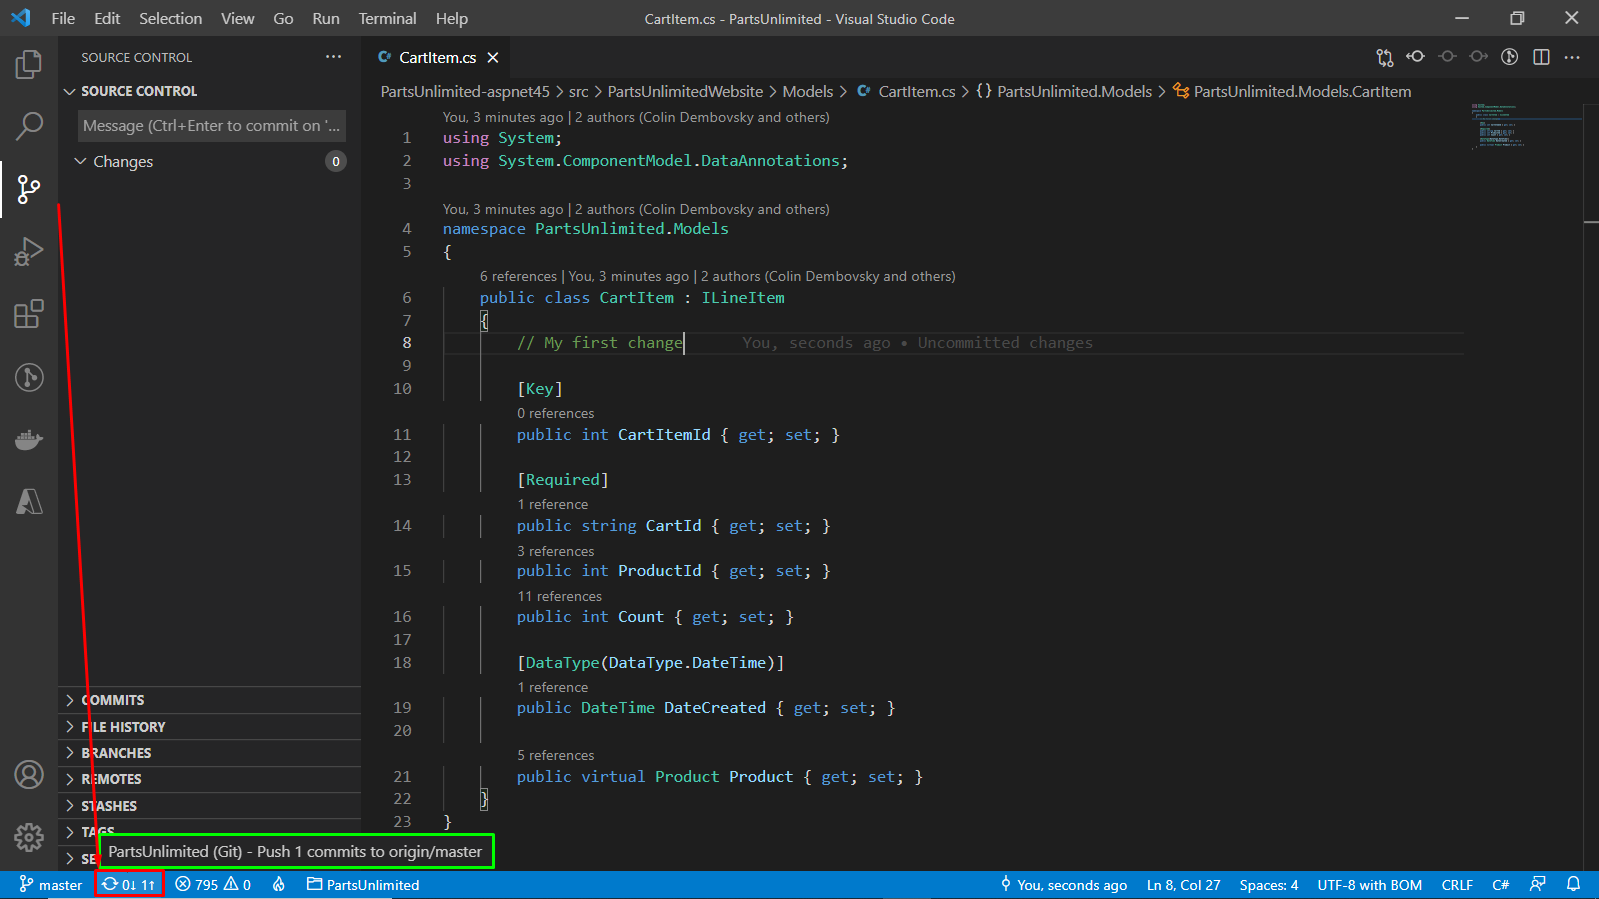 File Edit Selection View Go Run Terminal Help
CartItem.cs - PartsUnlimited - Visual Studio Code
SOURCE CONTROL
SOURCE CONTROL
Message (Ctrl+Enter to commit on '...
Changes 0
COMMITS
FILE HISTORY
BRANCHES
REMOTES
STASHES
TAGS
SE
PartsUnlimited (Git) - Push 1 commits to origin/master
C# CartItem.cs
PartsUnlimited-aspnet45 > src > PartsUnlimitedWebsite > Models > C# CartItem.cs > {} PartsUnlimited.Models > PartsUnlimited.Models.CartItem
You, 3 minutes ago | 2 authors (Colin Dembovsky and others)
1 using System;
2 using System.ComponentModel.DataAnnotations;
3
You, 3 minutes ago | 2 authors (Colin Dembovsky and others)
4 namespace PartsUnlimited.Models
5 {
6 references | You, 3 minutes ago | 2 authors (Colin Dembovsky and others)
6 public class CartItem : ILineItem
7 {
8 // My first change You, seconds ago • Uncommitted changes
9
10 [Key]
0 references
11 public int CartItemId { get; set; }
12
13 [Required]
1 reference
14 public string CartId { get; set; }
3 references
15 public int ProductId { get; set; }
11 references
16 public int Count { get; set; }
17
18 [DataType(DataType.DateTime)]
1 reference
19 public DateTime DateCreated { get; set; }
20
5 references
21 public virtual Product Product { get; set; }
22 }
23 }
master 0↓ 1↑ 795 0 PartsUnlimited You, seconds ago Ln 8, Col 27 Spaces: 4 UTF-8 with BOM CRLF C#